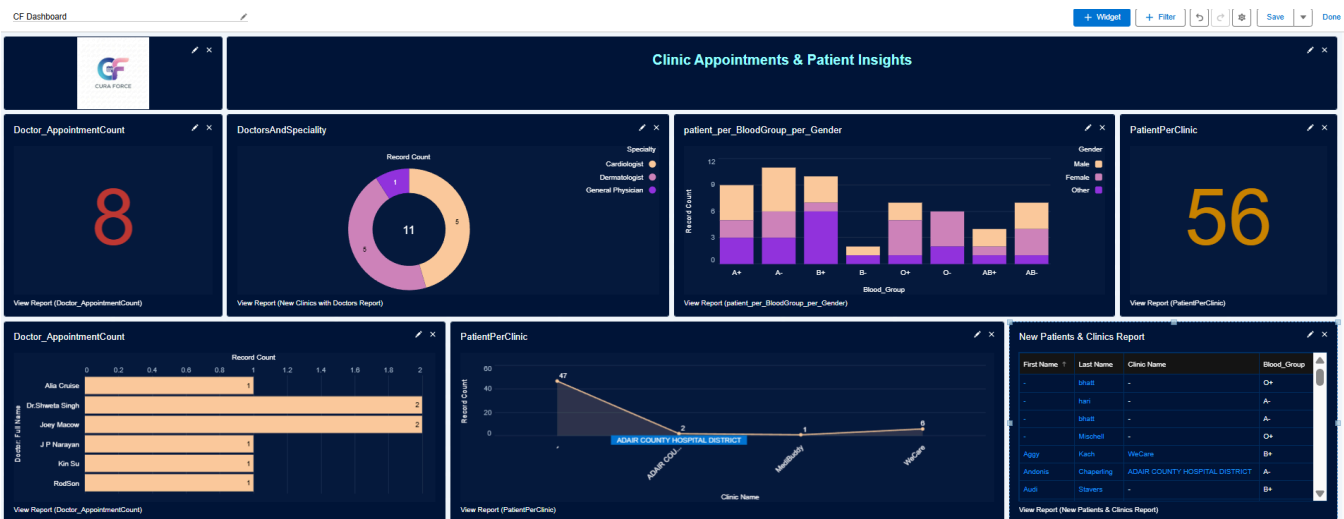 CF Dashboard
+ Widget
+ Filter
Save
Done
CF
CURA FORCE
Clinic Appointments & Patient Insights
Doctor_AppointmentCount
8
View Report (Doctor_AppointmentCount)
DoctorsAndSpeciality
Record Count
Specialty
Cardiologist
Dermatologist
General Physician
1
5
5
11
View Report (New Clinics with Doctors Report)
patient_per_BloodGroup_per_Gender
Gender
Male
Female
Other
Record Count
12
9
6
3
0
A+ A- B+ B- O+ O- AB+ AB-
Blood_Group
View Report (patient_per_BloodGroup_per_Gender)
PatientPerClinic
56
View Report (PatientPerClinic)
Doctor_AppointmentCount
Record Count
0 0.2 0.4 0.6 0.8 1 1.2 1.4 1.6 1.8 2
Doctor: Full Name
Alia Cruise 1
Dr.Shweta Singh 2
Joey Macow 2
J P Narayan 1
Kin Su 1
RodSon 1
View Report (Doctor_AppointmentCount)
PatientPerClinic
Record Count
60
40
20
0
47
2
1
6
ADAIR COUNTY HOSPITAL DISTRICT
- ADAIR COU... MediBuddy WeCare
Clinic Name
View Report (PatientPerClinic)
New Patients & Clinics Report
First Name ↑ Last Name Clinic Name Blood_Group
- bhatt - O+
- hari - A-
- bhatt - A-
- Mischell - O+
Aggy Kach WeCare B+
Andonis Chaperling ADAIR COUNTY HOSPITAL DISTRICT A-
Audi Stavers - B+
View Report (New Patients & Clinics Report)